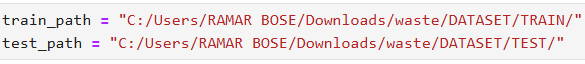 train_path = "C:/Users/RAMAR BOSE/Downloads/waste/DATASET/TRAIN/"
test_path = "C:/Users/RAMAR BOSE/Downloads/waste/DATASET/TEST/"